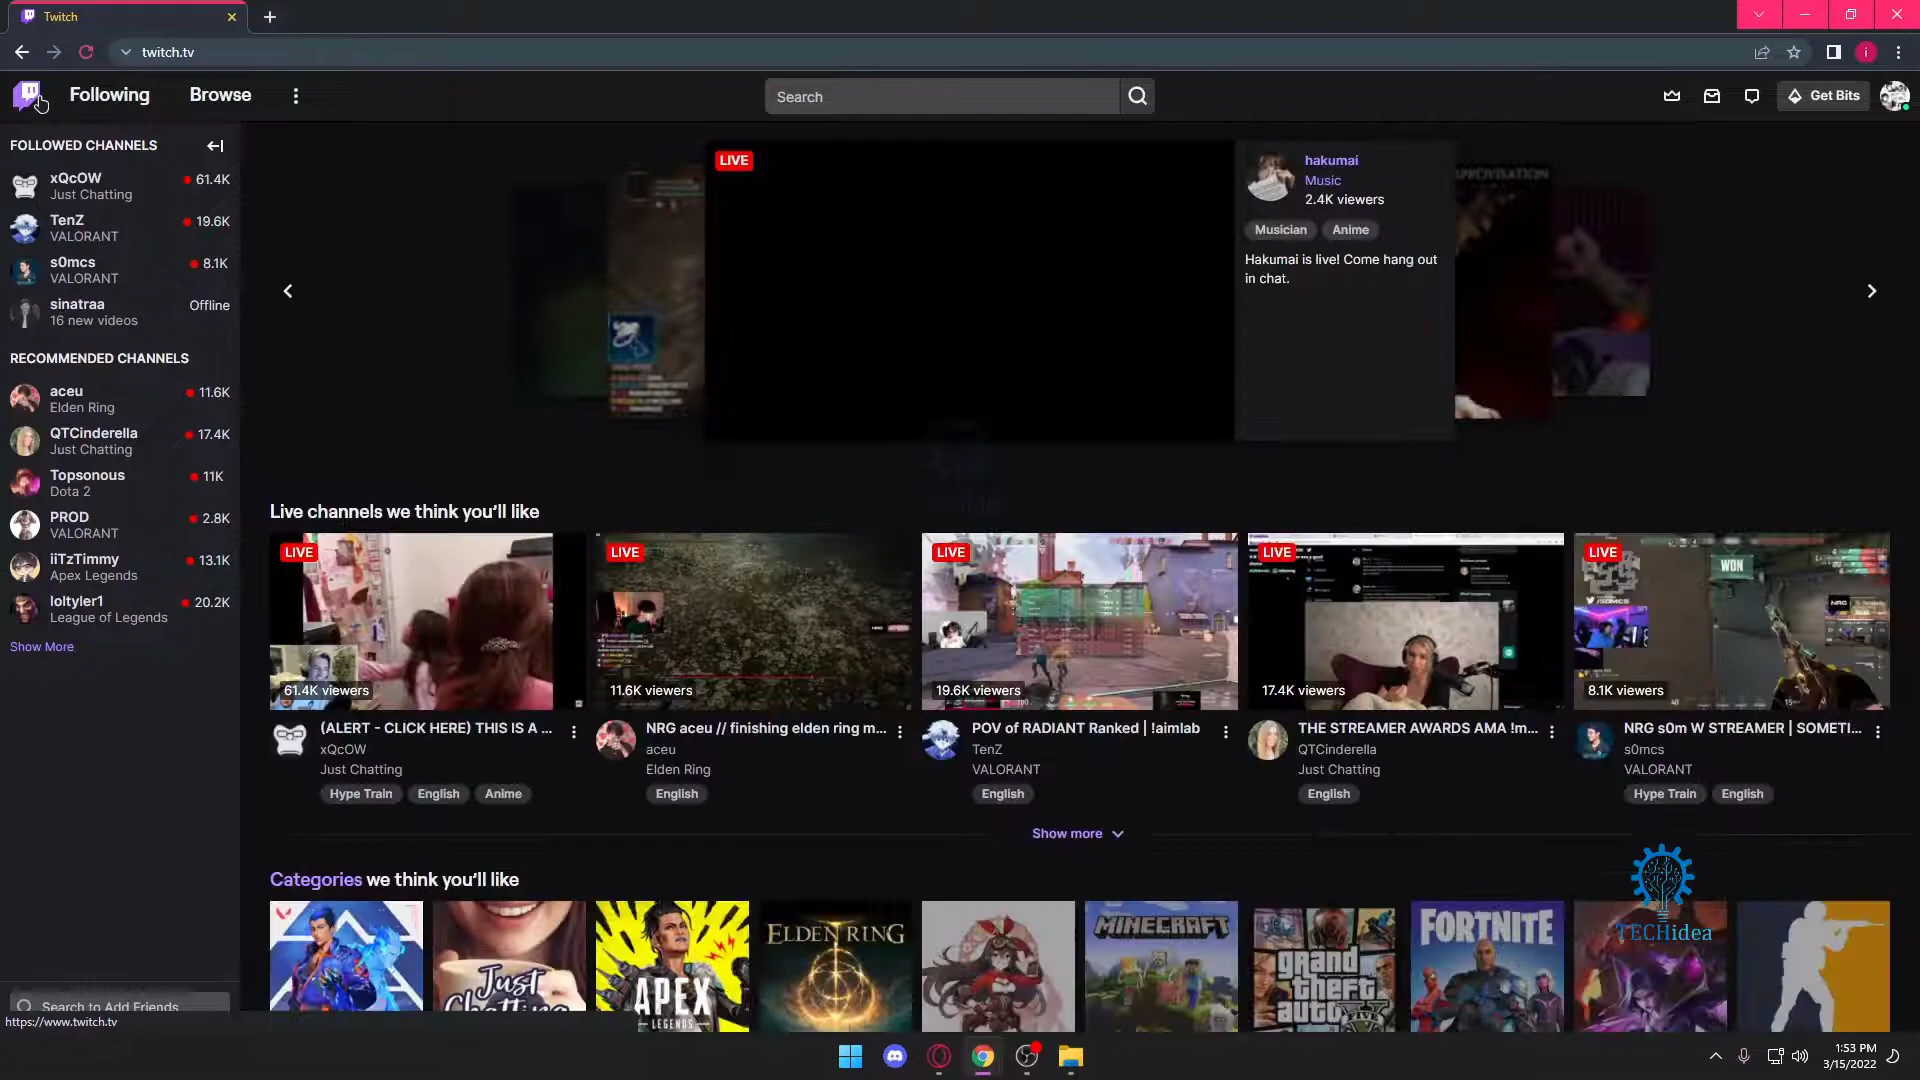 Twitch
twitch.tv
Following
Browse
Search
Get Bits
FOLLOWED CHANNELS
xQcOW
61.4K
Just Chatting
TenZ
19.6K
VALORANT
s0mcs
8.1K
VALORANT
sinatraa
Offline
16 new videos
RECOMMENDED CHANNELS
aceu
11.6K
Elden Ring
QTCinderella
17.4K
Just Chatting
Topsonous
11K
Dota 2
PROD
2.8K
VALORANT
iiTzTimmy
13.1K
Apex Legends
loltyler1
20.2K
League of Legends
Show More
Search to Add Friends
https://www.twitch.tv
LIVE
hakumai
Music
2.4K viewers
Musician
Anime
Hakumai is live! Come hang out
in chat.
Live channels we think you'll like
LIVE
61.4K viewers
(ALERT - CLICK HERE) THIS IS A ...
xQcOW
Just Chatting
Hype Train
English
Anime
LIVE
11.6K viewers
NRG aceu // finishing elden ring m...
aceu
Elden Ring
English
LIVE
19.6K viewers
POV of RADIANT Ranked | !aimlab
TenZ
VALORANT
English
LIVE
17.4K viewers
THE STREAMER AWARDS AMA !m...
QTCinderella
Just Chatting
English
LIVE
WON
NRG
8.1K viewers
NRG s0m W STREAMER | SOMETI...
s0mcs
VALORANT
Hype Train
English
Show more
Categories we think you'll like
Just
Chatting
APEX
LEGENDS
ELDEN RING
MINECRAFT
grand
theft
auto
FIVE
FORTNITE
TECHidea
1:53 PM
3/15/2022